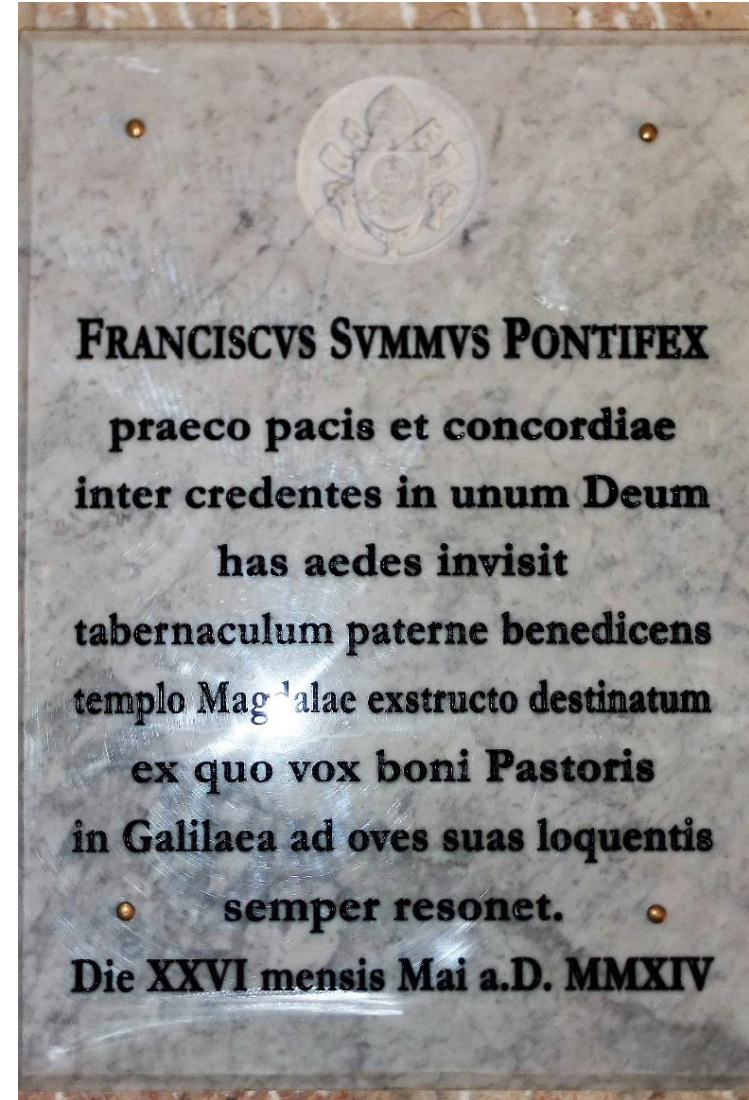 FRANCISCVS SVMMVS PONTIFEX
praeco pacis et concordiae
inter credentes in unum Deum
has aedes invisit
tabernaculum paterne benedicens
templo Magdalae exstructo destinatum
ex quo vox boni Pastoris
in Galilaea ad oves suas loquentis
semper resonet.
Die XXVI mensis Mai a.D. MMXIV